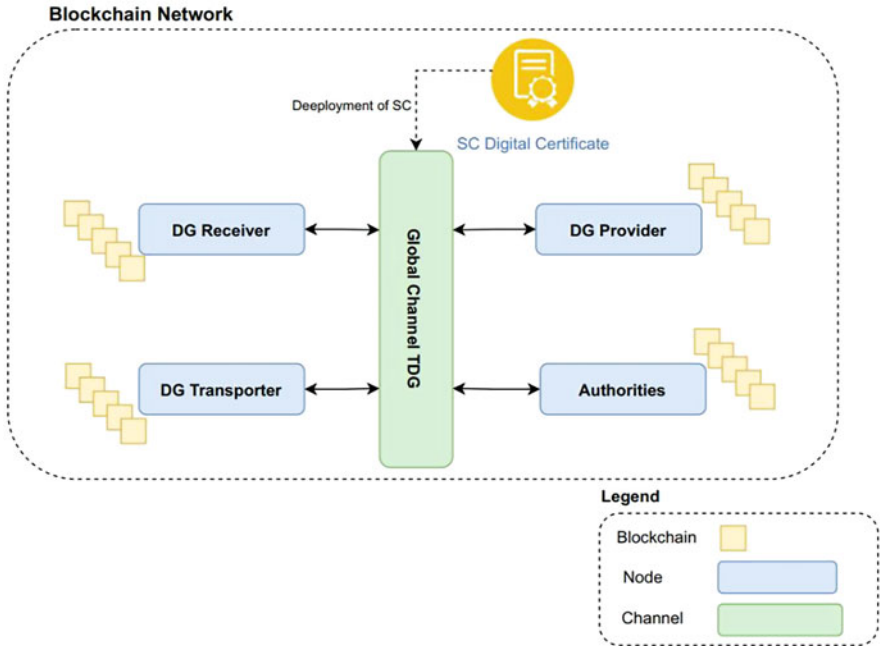 Blockchain Network
Deeployment of SC
SC Digital Certificate
DG Receiver
DG Provider
Global Channel TDG
DG Transporter
Authorities
Legend
Blockchain
Node
Channel